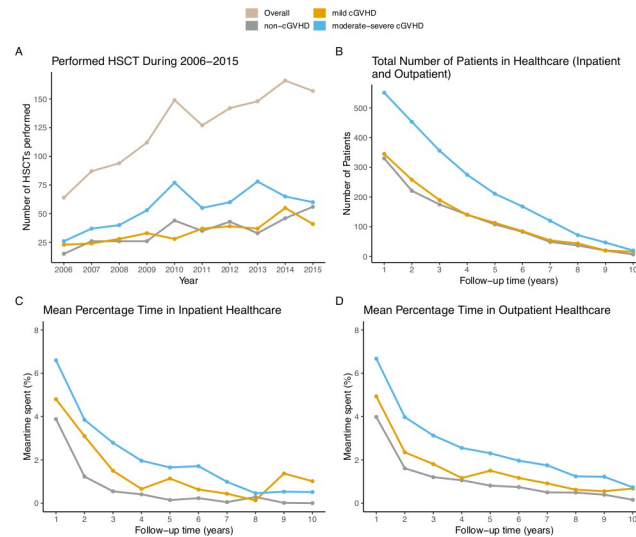 Overall
mild cGVHD
non-cGVHD
moderate-severe cGVHD
A
Performed HSCT During 2006-2015
Number of HSCTs performed
150
125
100
75
50
25
2006 2007 2008 2009 2010 2011 2012 2013 2014 2015
Year
B
Total Number of Patients in Healthcare (Inpatient
and Outpatient)
Number of Patients
500
400
300
200
100
0
1 2 3 4 5 6 7 8 9 10
Follow-up time (years)
C
Mean Percentage Time in Inpatient Healthcare
Meantime spent (%)
8
6
4
2
0
1 2 3 4 5 6 7 8 9 10
Follow-up time (years)
D
Mean Percentage Time in Outpatient Healthcare
Meantime spent (%)
8
6
4
2
0
1 2 3 4 5 6 7 8 9 10
Follow-up time (years)